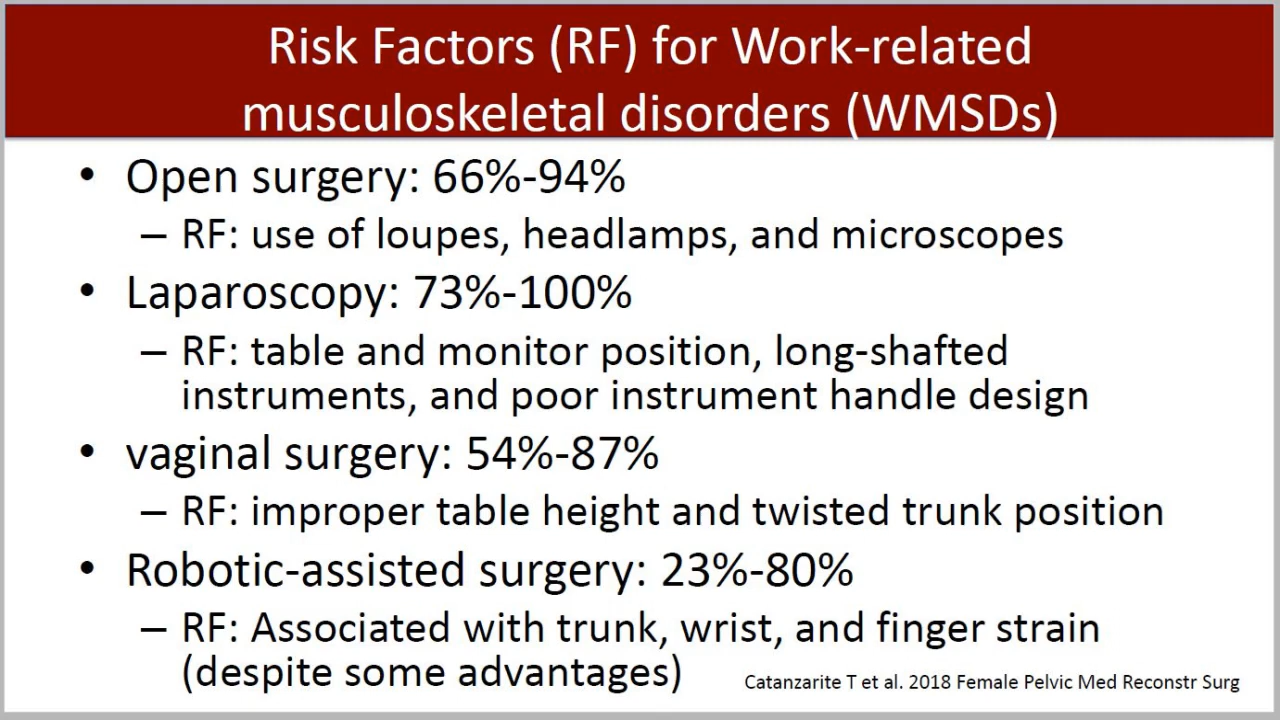 Risk Factors (RF) for Work-related
musculoskeletal disorders (WMSDs)
• Open surgery: 66%-94%
– RF: use of loupes, headlamps, and microscopes
• Laparoscopy: 73%-100%
– RF: table and monitor position, long-shafted
instruments, and poor instrument handle design
• vaginal surgery: 54%-87%
– RF: improper table height and twisted trunk position
• Robotic-assisted surgery: 23%-80%
– RF: Associated with trunk, wrist, and finger strain
(despite some advantages)
Catanzarite T et al. 2018 Female Pelvic Med Reconstr Surg